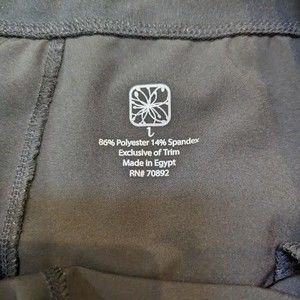 L
86% Polyester 14% Spandex
Exclusive of Trim
Made in Egypt
RN# 70892